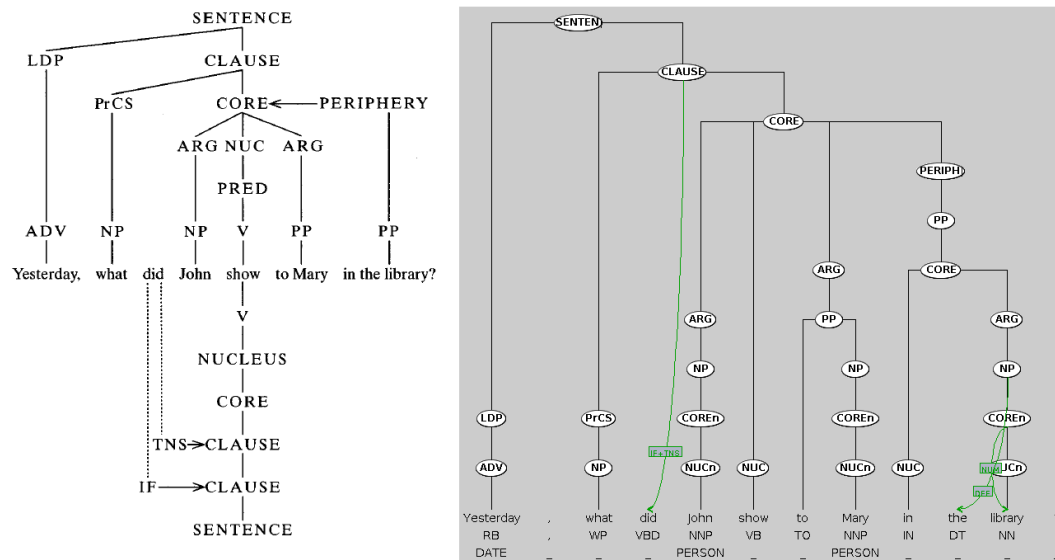 SENTENCE
LDP CLAUSE
PrCS CORE PERIPHERY
ARG NUC ARG
PRED
ADV NP NP V PP PP
Yesterday, what did John show to Mary in the library?
V
NUCLEUS
CORE
TNS CLAUSE
IF CLAUSE
SENTENCE
SENTEN
CLAUSE
CORE
PERIPH
PP
ARG CORE
ARG PP ARG
NP NP NP
LDP PrCS COREn COREn COREn
IF+TNS
ADV NP NUCn NUC NUCn NUC NUM UCn
DEF
Yesterday , what did John show to Mary in the library
RB , WP VBD NNP VB TO NNP IN DT NN
DATE _ _ _ PERSON _ _ PERSON _ _ _